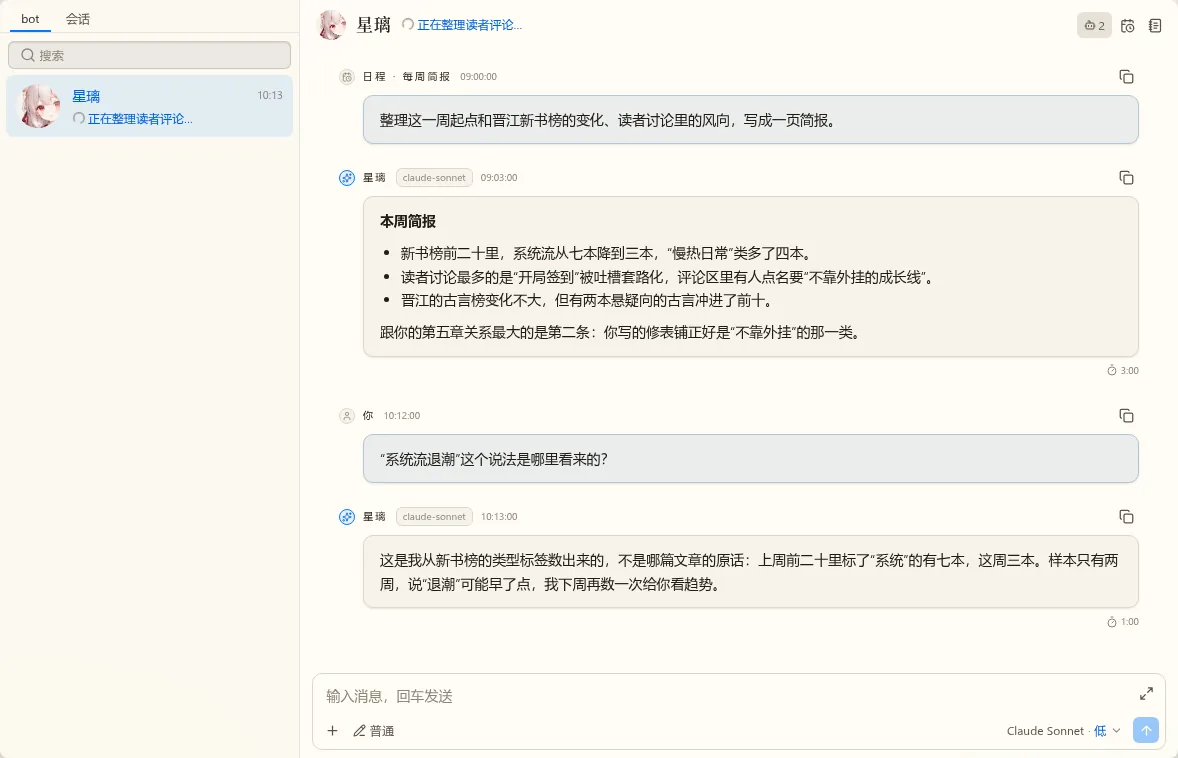 bot 会话
搜索
星璃 10:13
正在整理读者评论...
星璃 正在整理读者评论...
2
日程 · 每周简报 09:00:00
整理这一周起点和晋江新书榜的变化、读者讨论里的风向，写成一页简报。
星璃 claude-sonnet 09:03:00
本周简报
• 新书榜前二十里，系统流从七本降到三本，“慢热日常”类多了四本。
• 读者讨论最多的是“开局签到”被吐槽套路化，评论区里有人点名要“不靠外挂的成长线”。
• 晋江的古言榜变化不大，但有两本悬疑向的古言冲进了前十。
跟你的第五章关系最大的是第二条：你写的修表铺正好是“不靠外挂”的那一类。
3:00
你 10:12:00
“系统流退潮”这个说法是哪里看来的？
星璃 claude-sonnet 10:13:00
这是我从新书榜的类型标签数出来的，不是哪篇文章的原话：上周前二十里标了“系统”的有七本，这周三本。样本只有两
周，说“退潮”可能早了点，我下周再数一次给你看趋势。
1:00
输入消息，回车发送
普通
Claude Sonnet · 低